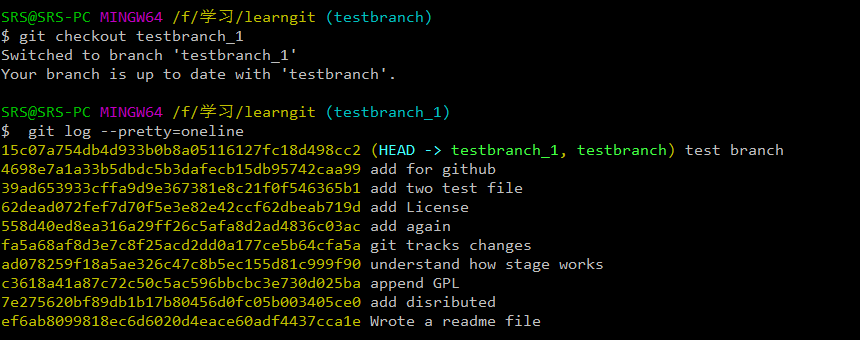 SRS@SRS-PC MINGW64 /f/学习/learngit (testbranch)
$ git checkout testbranch_1
Switched to branch 'testbranch_1'
Your branch is up to date with 'testbranch'.
SRS@SRS-PC MINGW64 /f/学习/learngit (testbranch_1)
$  git log --pretty=oneline
15c07a754db4d933b0b8a05116127fc18d498cc2 (HEAD -> testbranch_1, testbranch) test branch
4698e7a1a33b5dbdc5b3dafecb15db95742caa99 add for github
39ad653933cffa9d9e367381e8c21f0f546365b1 add two test file
62dead072fef7d70f5e3e82e42ccf62dbeab719d add License
558d40ed8ea316a29ff26c5afa8d2ad4836c03ac add again
fa5a68af8d3e7c8f25acd2dd0a177ce5b64cfa5a git tracks changes
ad078259f18a5ae326c47c8b5ec155d81c999f90 understand how stage works
c3618a41a87c72c50c5ac596bbcbc3e730d025ba append GPL
7e275620bf89db1b17b80456d0fc05b003405ce0 add disributed
ef6ab8099818ec6d6020d4eace60adf4437cca1e Wrote a readme file